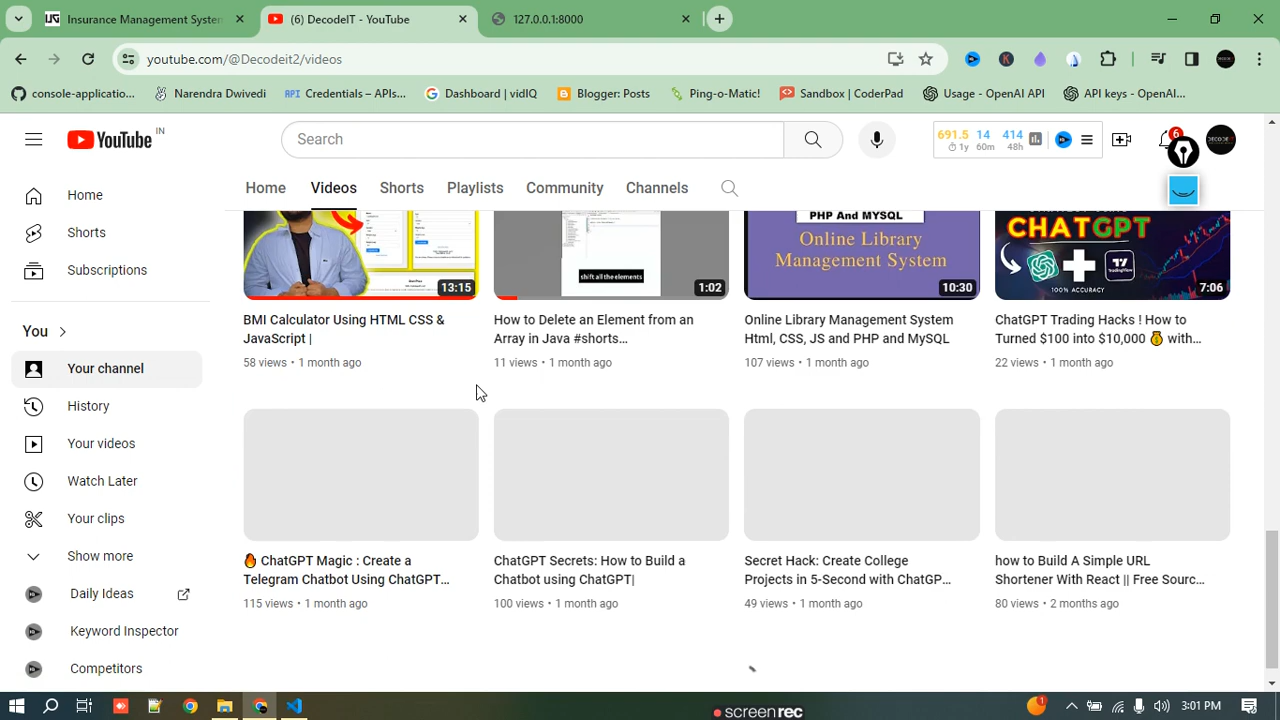 Insurance Management System
(6) DecodeIT - YouTube
127.0.0.1:8000
youtube.com/@Decodeit2/videos
console-applicatio...
Narendra Dwivedi
RPI Credentials – APIs...
Dashboard | vidIQ
Blogger: Posts
Ping-o-Matic!
Sandbox | CoderPad
Usage - OpenAI API
API keys - OpenAI...
YouTube IN
Search
691.5 14 414
1y 60m 48h
6
Home
Videos
Shorts
Playlists
Community
Channels
Home
Shorts
Subscriptions
You
Your channel
History
Your videos
Watch Later
Your clips
Show more
Daily Ideas
Keyword Inspector
Competitors
13:15
BMI Calculator Using HTML CSS &
JavaScript |
58 views • 1 month ago
shift all the elements
1:02
How to Delete an Element from an
Array in Java #shorts...
11 views • 1 month ago
PHP And MYSQL
Online Library
Management System
10:30
Online Library Management System
Html, CSS, JS and PHP and MySQL
107 views • 1 month ago
CHATGPT
TradingView
100% ACCURACY
7:06
ChatGPT Trading Hacks ! How to
Turned $100 into $10,000 💰 with...
22 views • 1 month ago
🔥 ChatGPT Magic : Create a
Telegram Chatbot Using ChatGPT...
115 views • 1 month ago
ChatGPT Secrets: How to Build a
Chatbot using ChatGPT|
100 views • 1 month ago
Secret Hack: Create College
Projects in 5-Second with ChatGP...
49 views • 1 month ago
how to Build A Simple URL
Shortener With React || Free Sourc...
80 views • 2 months ago
screen rec
1
3:01 PM